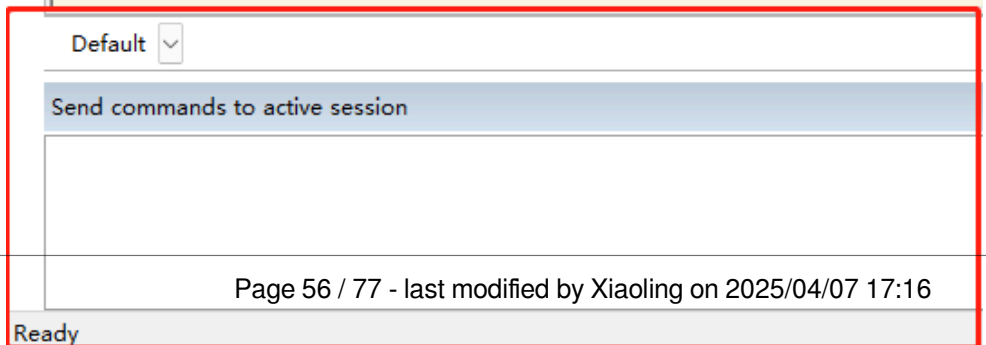 Default
Send commands to active session
Page 56 / 77 - last modified by Xiaoling on 2025/04/07 17:16
Ready